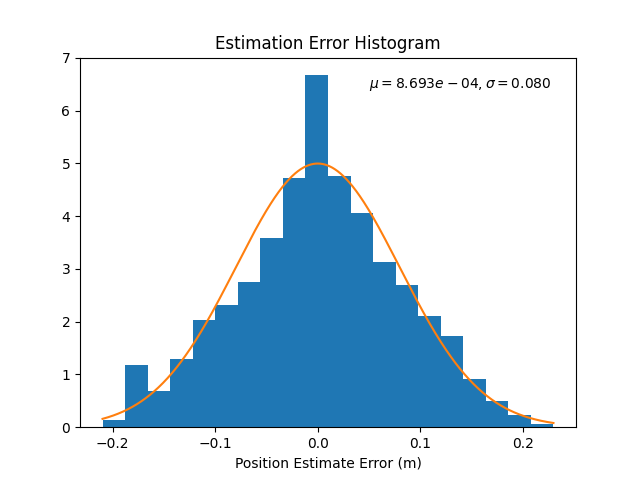 Estimation Error Histogram
μ = 8.693e − 04, σ = 0.080
7
6
5
4
3
2
1
0
−0.2 −0.1 0.0 0.1 0.2
Position Estimate Error (m)